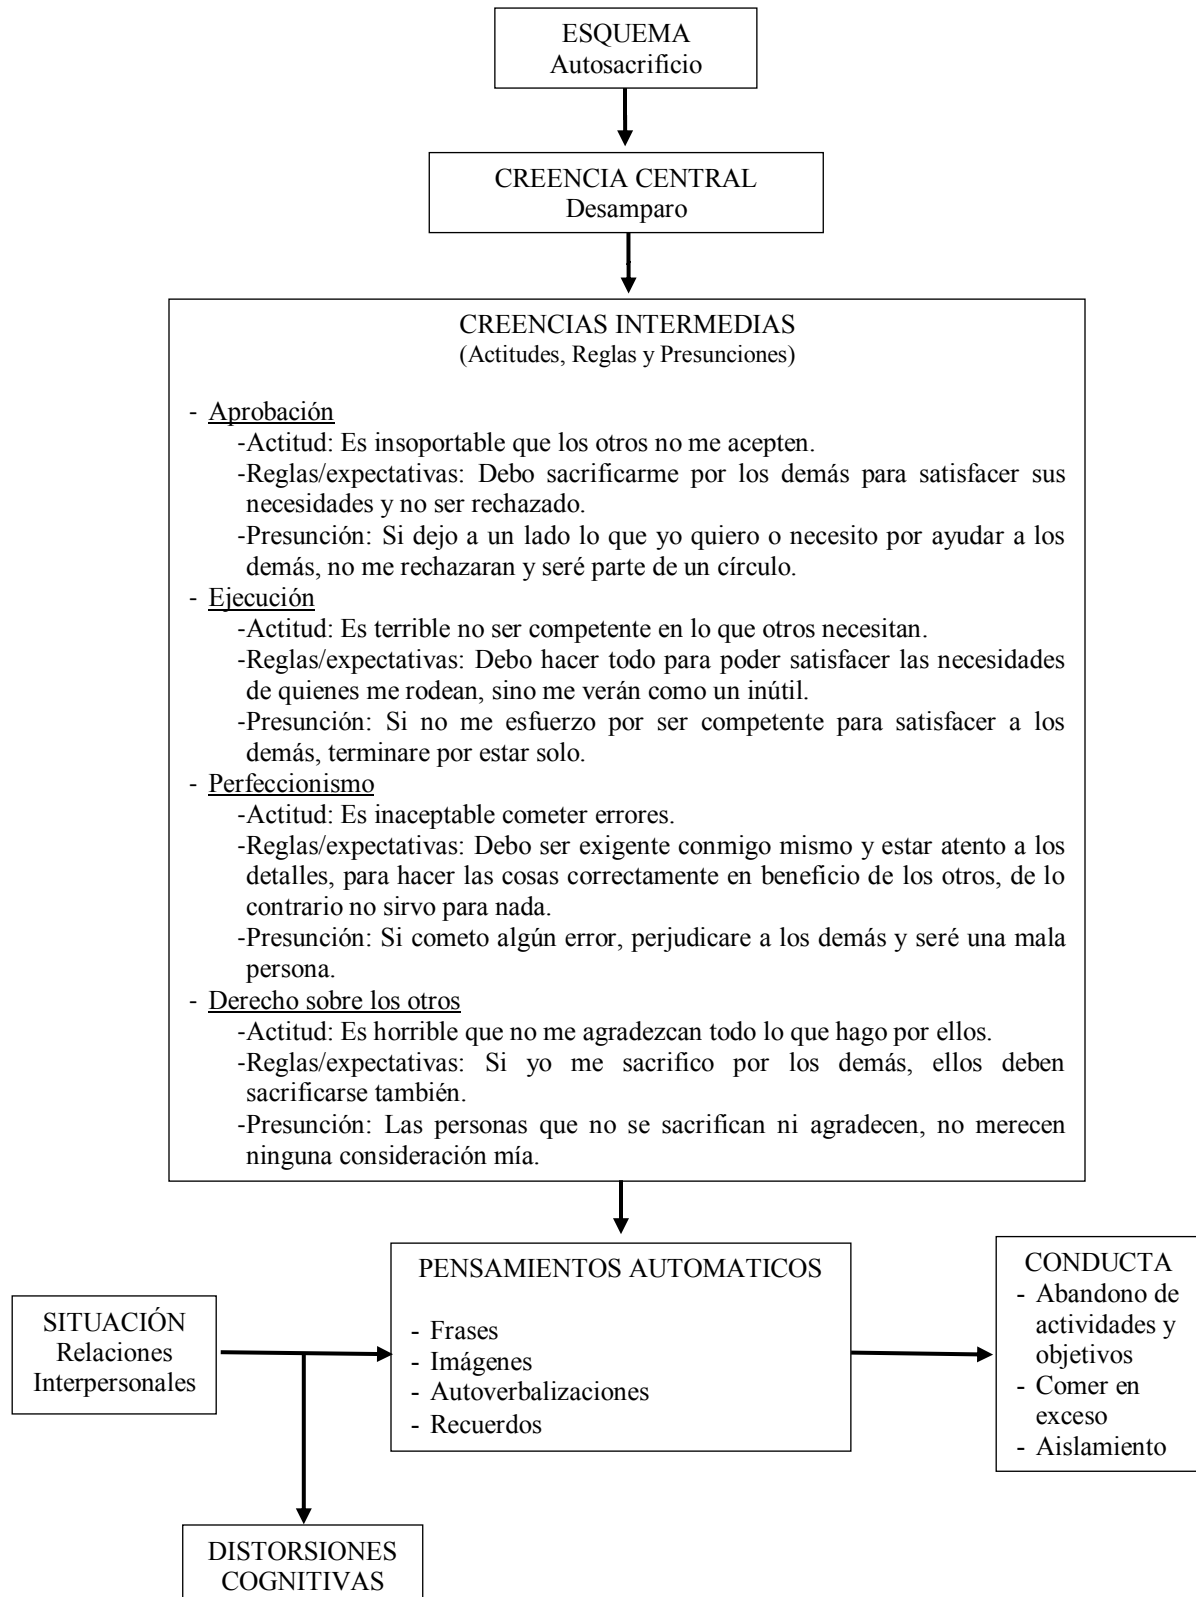 ESQUEMA
Autosacrificio
CREENCIA CENTRAL
Desamparo
CREENCIAS INTERMEDIAS
(Actitudes, Reglas y Presunciones)
- Aprobación
-Actitud: Es insoportable que los otros no me acepten.
-Reglas/expectativas: Debo sacrificarme por los demás para satisfacer sus
necesidades y no ser rechazado.
-Presunción: Si dejo a un lado lo que yo quiero o necesito por ayudar a los
demás, no me rechazaran y seré parte de un círculo.
- Ejecución
-Actitud: Es terrible no ser competente en lo que otros necesitan.
-Reglas/expectativas: Debo hacer todo para poder satisfacer las necesidades
de quienes me rodean, sino me verán como un inútil.
-Presunción: Si no me esfuerzo por ser competente para satisfacer a los
demás, terminare por estar solo.
- Perfeccionismo
-Actitud: Es inaceptable cometer errores.
-Reglas/expectativas: Debo ser exigente conmigo mismo y estar atento a los
detalles, para hacer las cosas correctamente en beneficio de los otros, de lo
contrario no sirvo para nada.
-Presunción: Si cometo algún error, perjudicare a los demás y seré una mala
persona.
- Derecho sobre los otros
-Actitud: Es horrible que no me agradezcan todo lo que hago por ellos.
-Reglas/expectativas: Si yo me sacrifico por los demás, ellos deben
sacrificarse también.
-Presunción: Las personas que no se sacrifican ni agradecen, no merecen
ninguna consideración mía.
SITUACIÓN
Relaciones
Interpersonales
PENSAMIENTOS AUTOMATICOS
- Frases
- Imágenes
- Autoverbalizaciones
- Recuerdos
CONDUCTA
- Abandono de
actividades y
objetivos
- Comer en
exceso
- Aislamiento
DISTORSIONES
COGNITIVAS